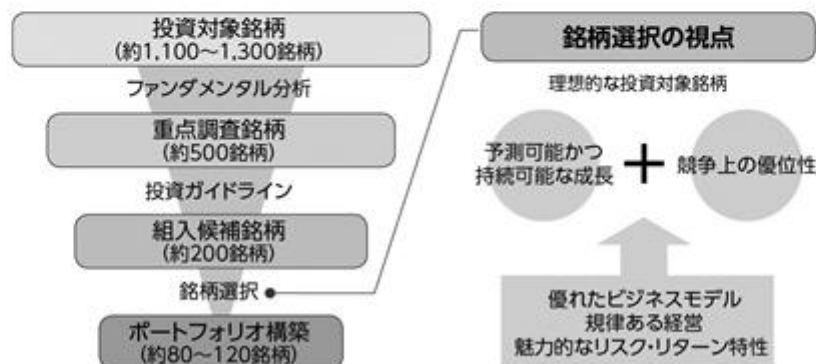 投資対象銘柄
(約1,100〜1,300銘柄)
ファンダメンタル分析
重点調査銘柄
(約500銘柄)
投資ガイドライン
組入候補銘柄
(約200銘柄)
銘柄選択
ポートフォリオ構築
(約80〜120銘柄)
銘柄選択の視点
理想的な投資対象銘柄
予測可能かつ
持続可能な成長
+
競争上の優位性
優れたビジネスモデル
規律ある経営
魅力的なリスク・リターン特性